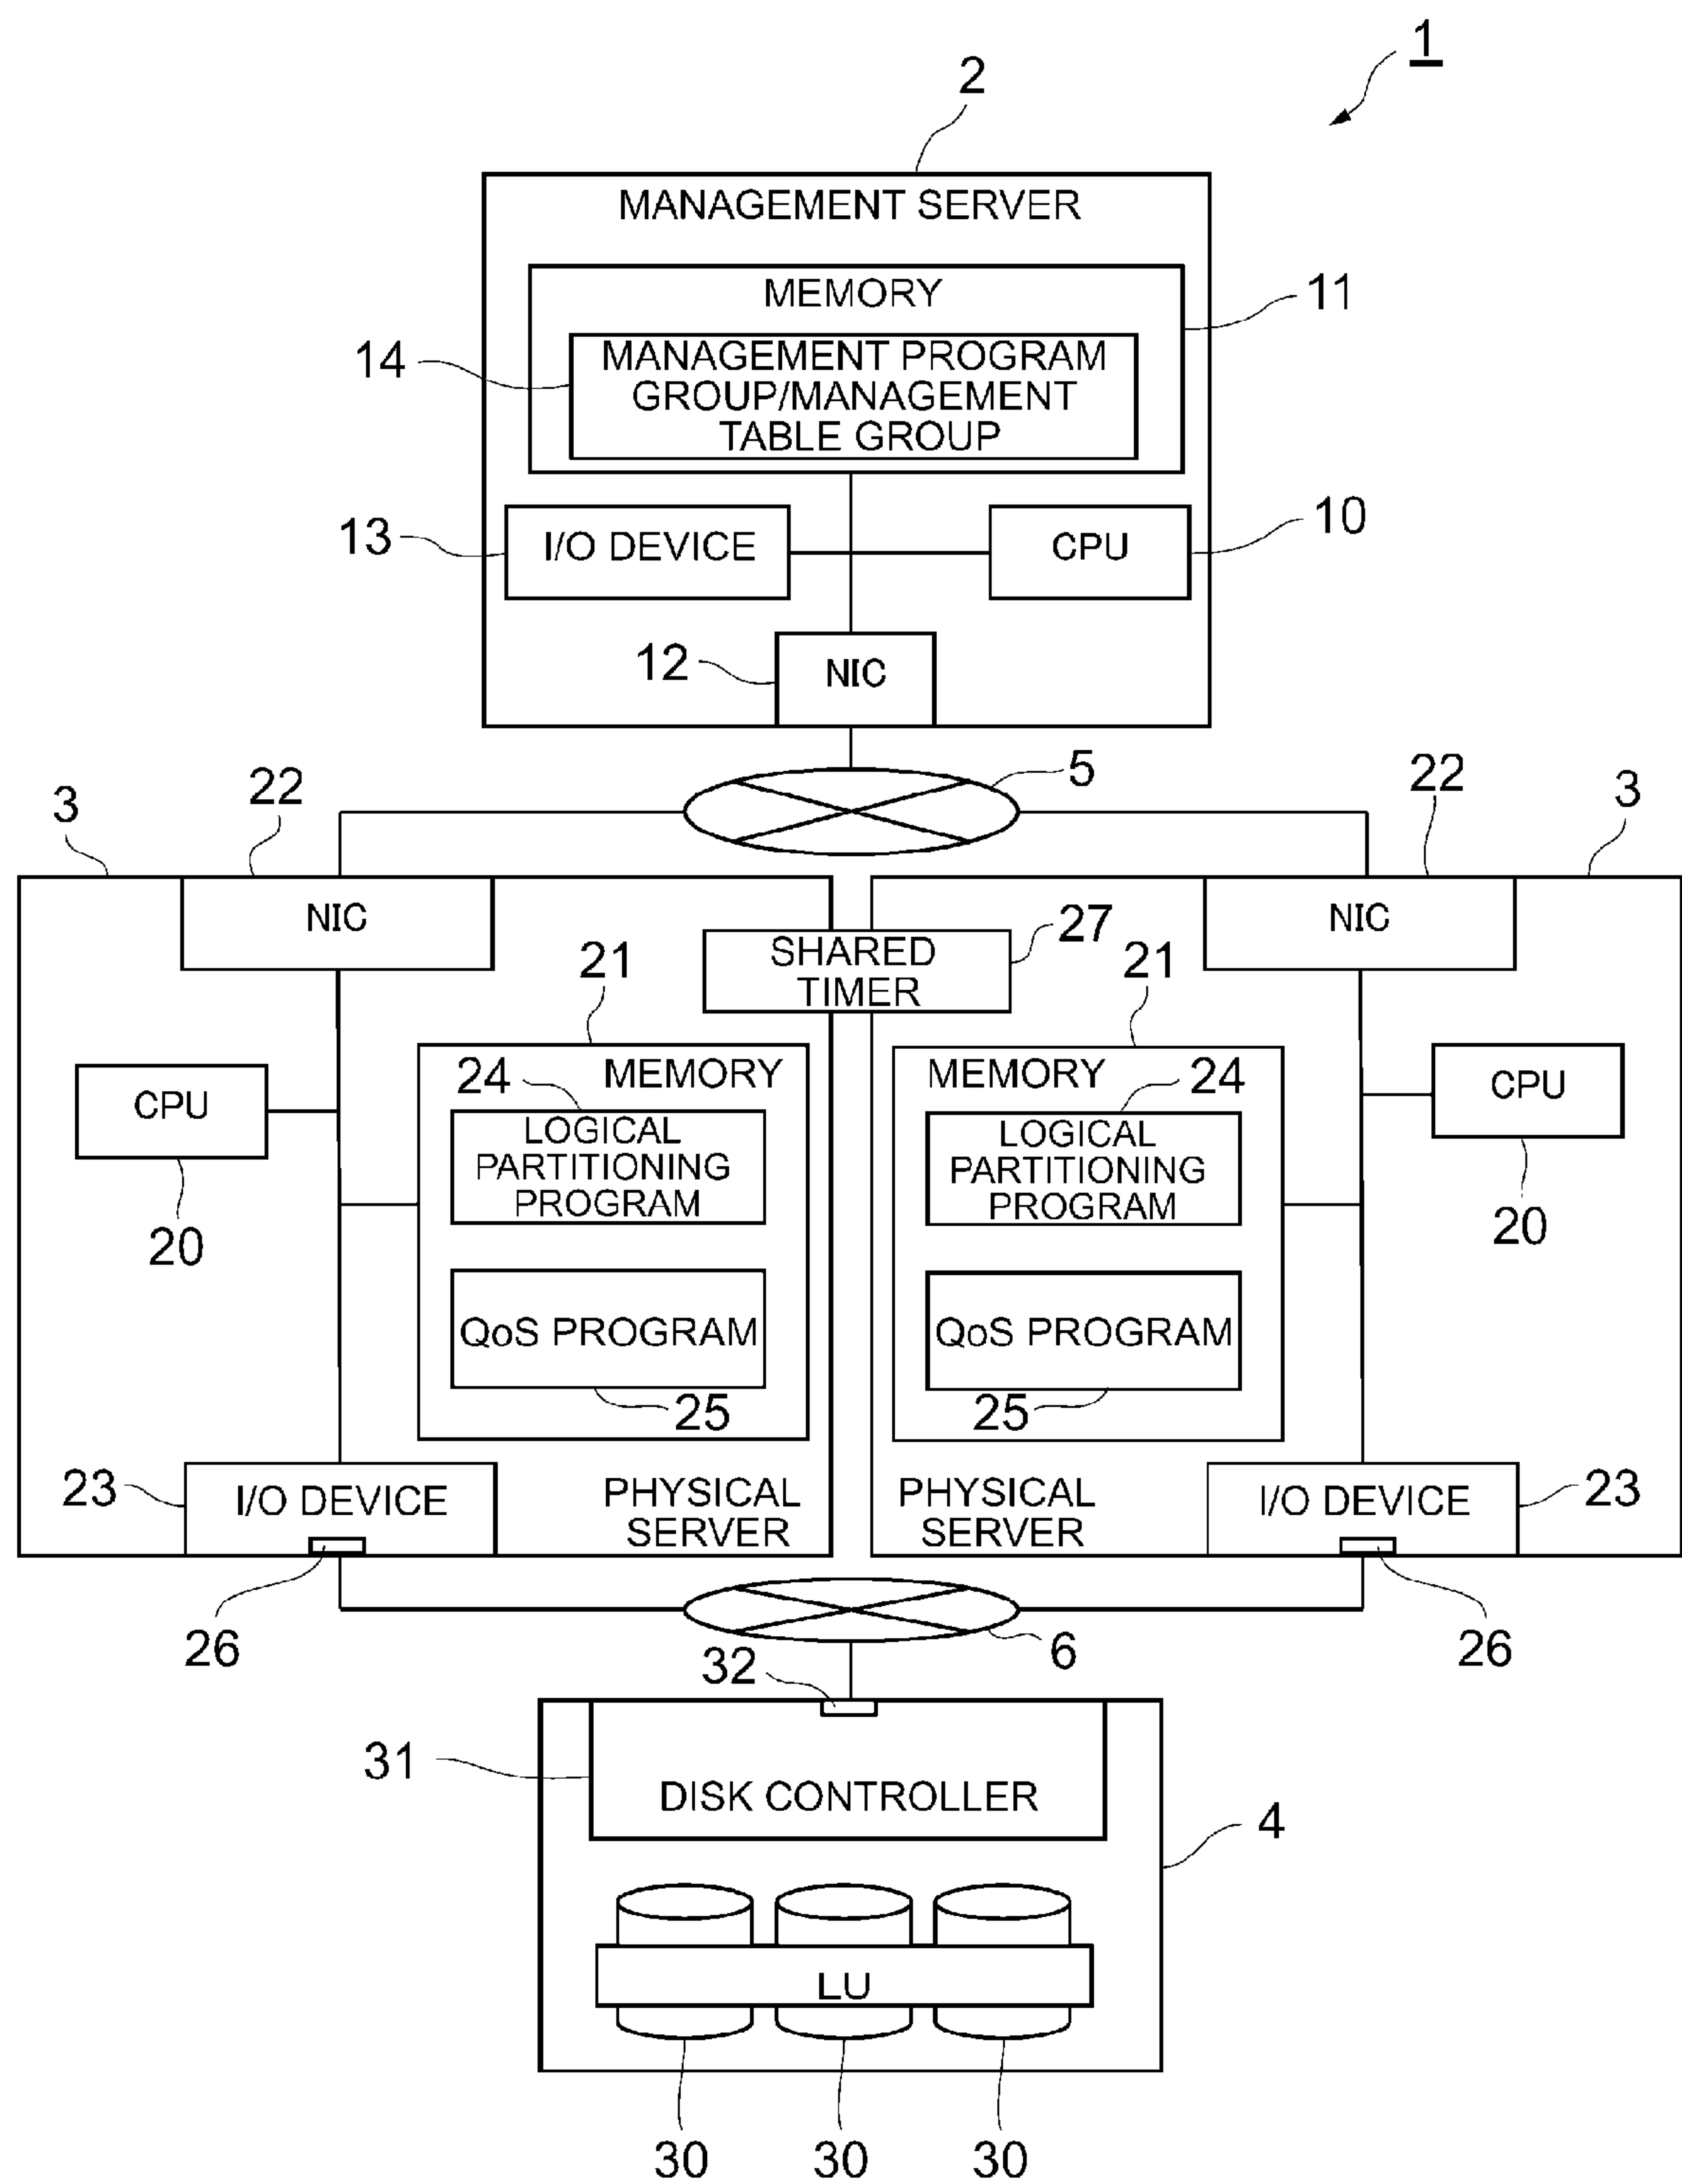 1
2
MANAGEMENT SERVER
MEMORY
11
14
MANAGEMENT PROGRAM
GROUP/MANAGEMENT
TABLE GROUP
13
I/O DEVICE
CPU
10
12
NIC
5
3
22
22
3
NIC
NIC
SHARED
TIMER
27
21
21
24
MEMORY
MEMORY
24
CPU
CPU
LOGICAL
PARTITIONING
PROGRAM
LOGICAL
PARTITIONING
PROGRAM
20
20
QoS PROGRAM
QoS PROGRAM
25
25
23
I/O DEVICE
PHYSICAL
SERVER
PHYSICAL
SERVER
I/O DEVICE
23
26
6
26
32
31
DISK CONTROLLER
4
LU
30
30
30